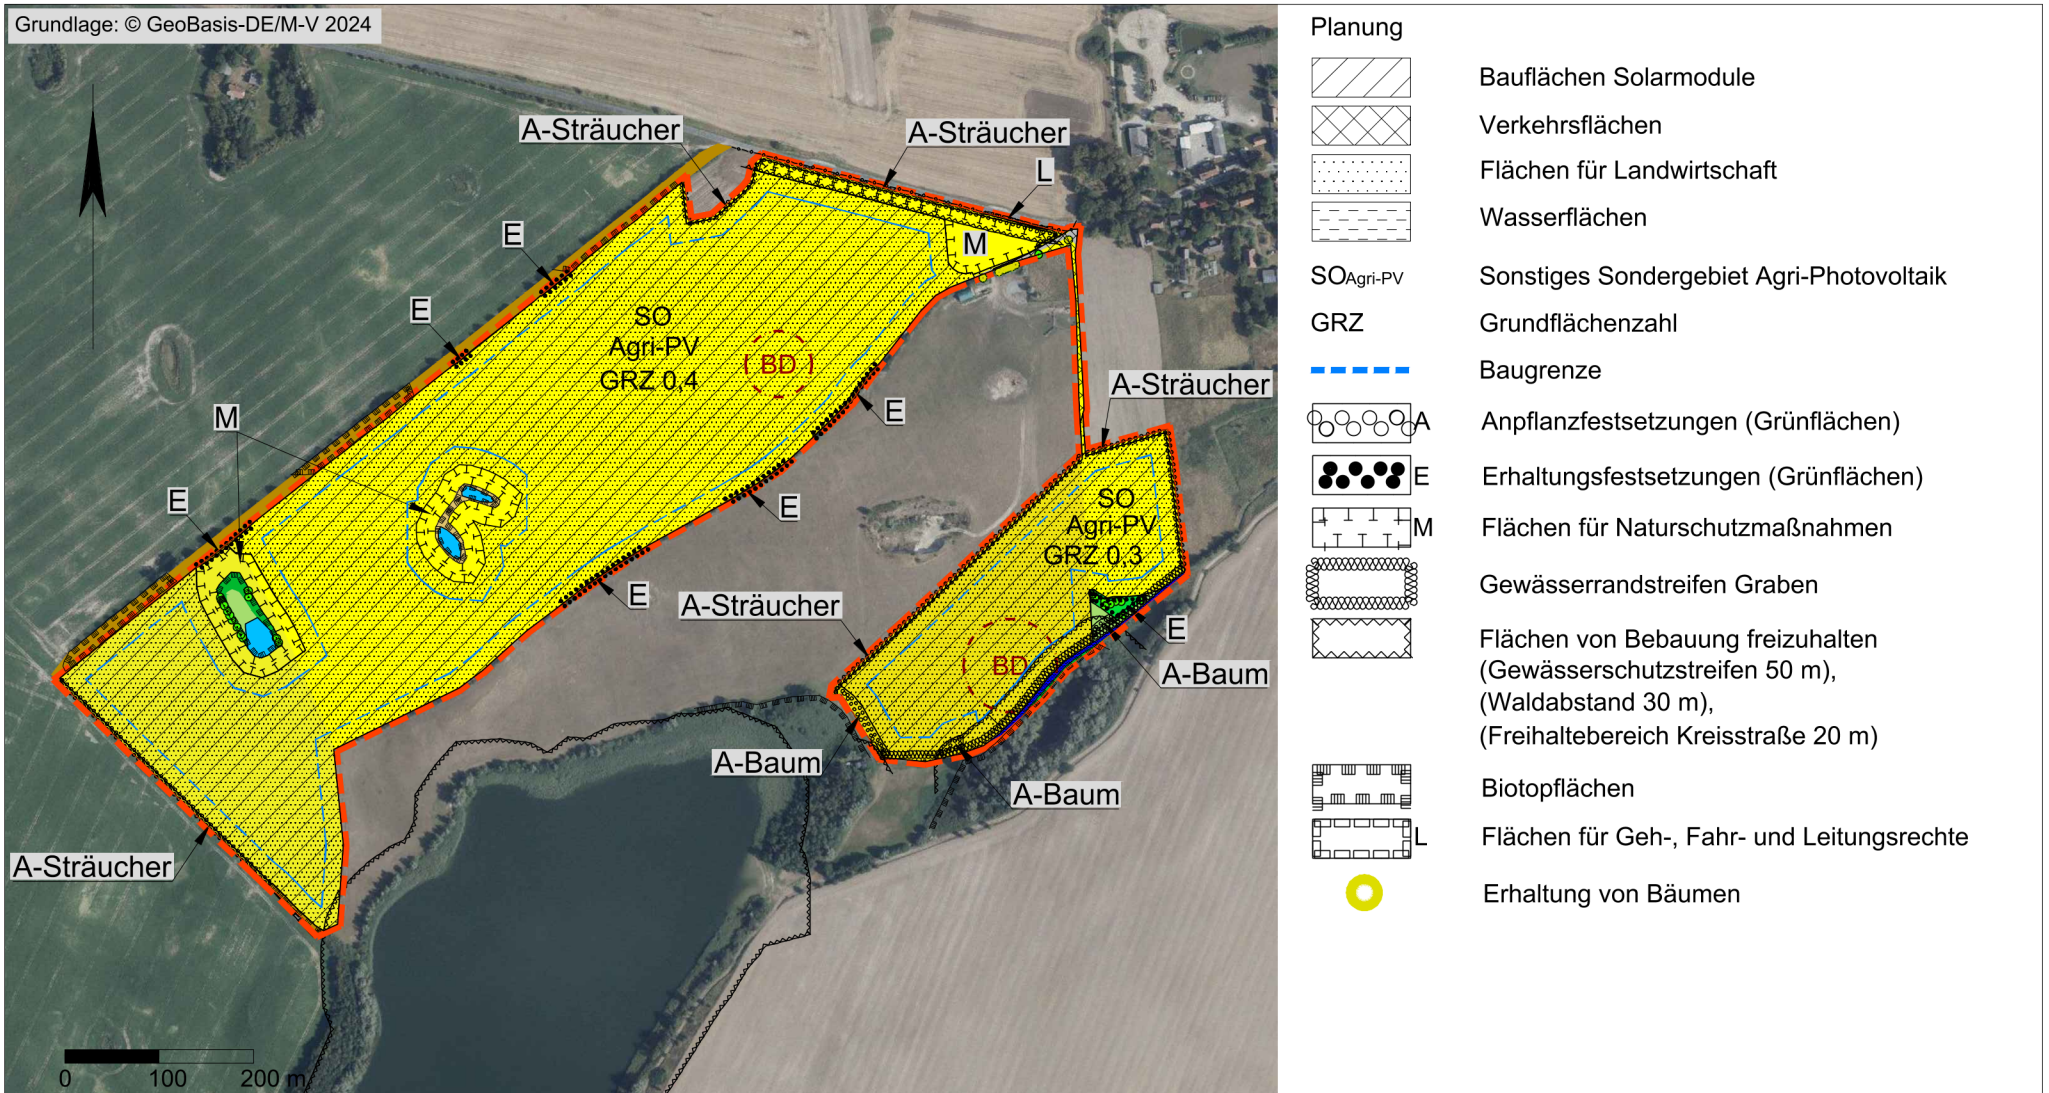 Grundlage: © GeoBasis-DE/M-V 2024
A-Sträucher
A-Sträucher
L
E
M
E
SO
Agri-PV
GRZ 0,4
BD
A-Sträucher
E
M
E
E
SO
Agri-PV
GRZ 0,3
E
A-Sträucher
E
BD
A-Baum
A-Baum
A-Baum
A-Sträucher
0 100 200 m
Planung
Bauflächen Solarmodule
Verkehrsflächen
Flächen für Landwirtschaft
Wasserflächen
SOAgri-PV Sonstiges Sondergebiet Agri-Photovoltaik
GRZ Grundflächenzahl
Baugrenze
A Anpflanzfestsetzungen (Grünflächen)
E Erhaltungsfestsetzungen (Grünflächen)
M Flächen für Naturschutzmaßnahmen
Gewässerrandstreifen Graben
Flächen von Bebauung freizuhalten
(Gewässerschutzstreifen 50 m),
(Waldabstand 30 m),
(Freihaltebereich Kreisstraße 20 m)
Biotopflächen
L Flächen für Geh-, Fahr- und Leitungsrechte
Erhaltung von Bäumen